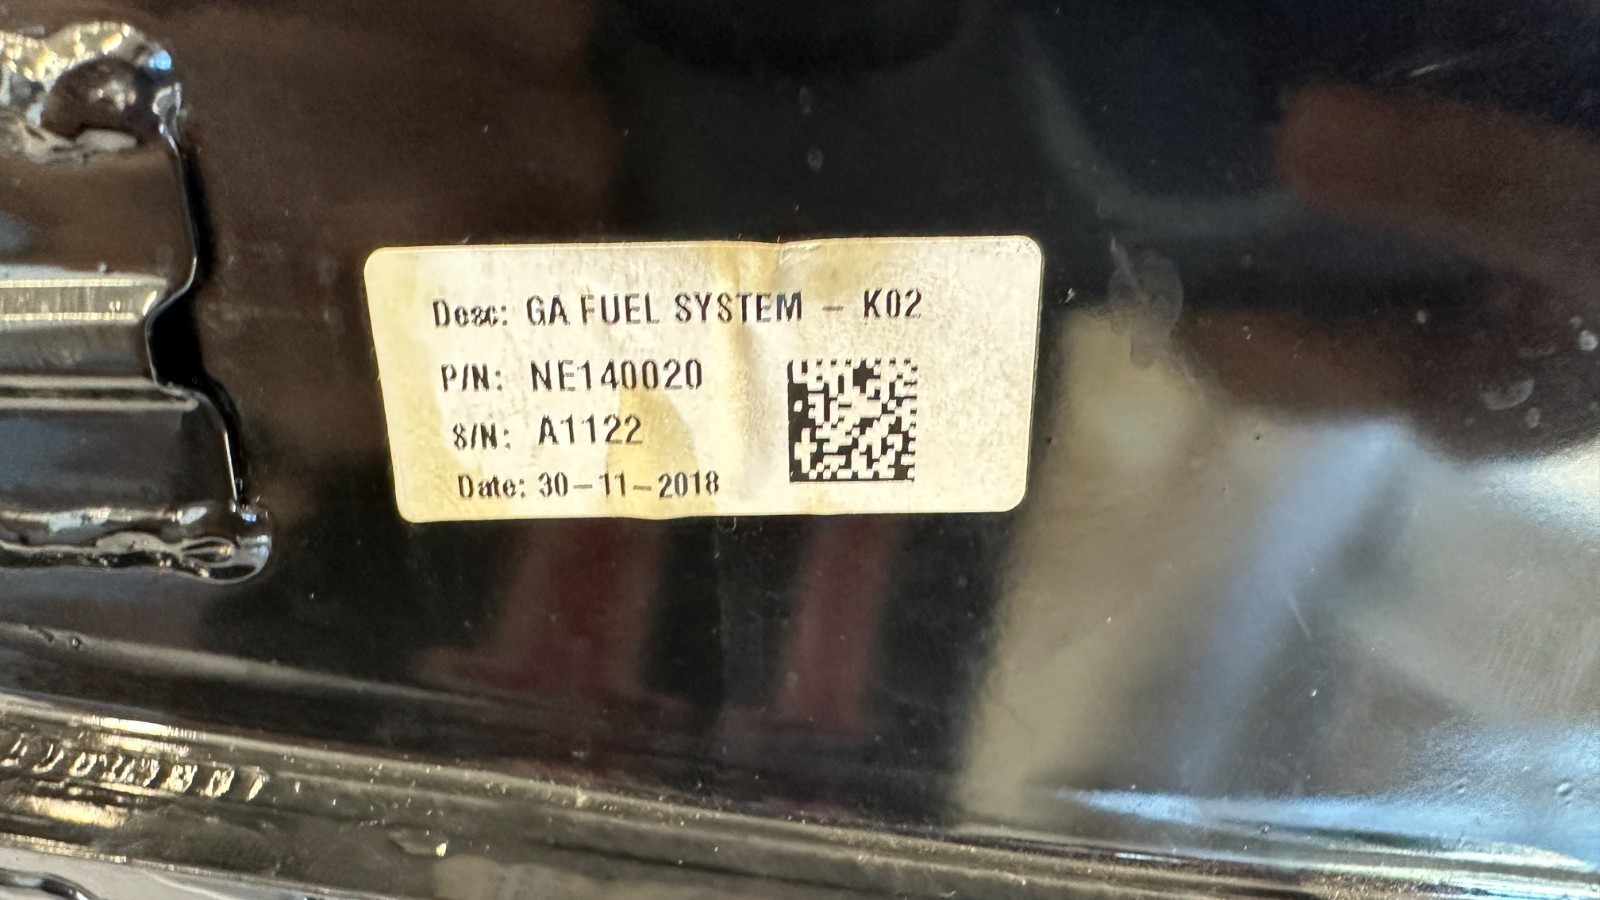 Desc: GA FUEL SYSTEM - K02
P/N: NE140020
S/N: A1122
Date: 30-11-2018